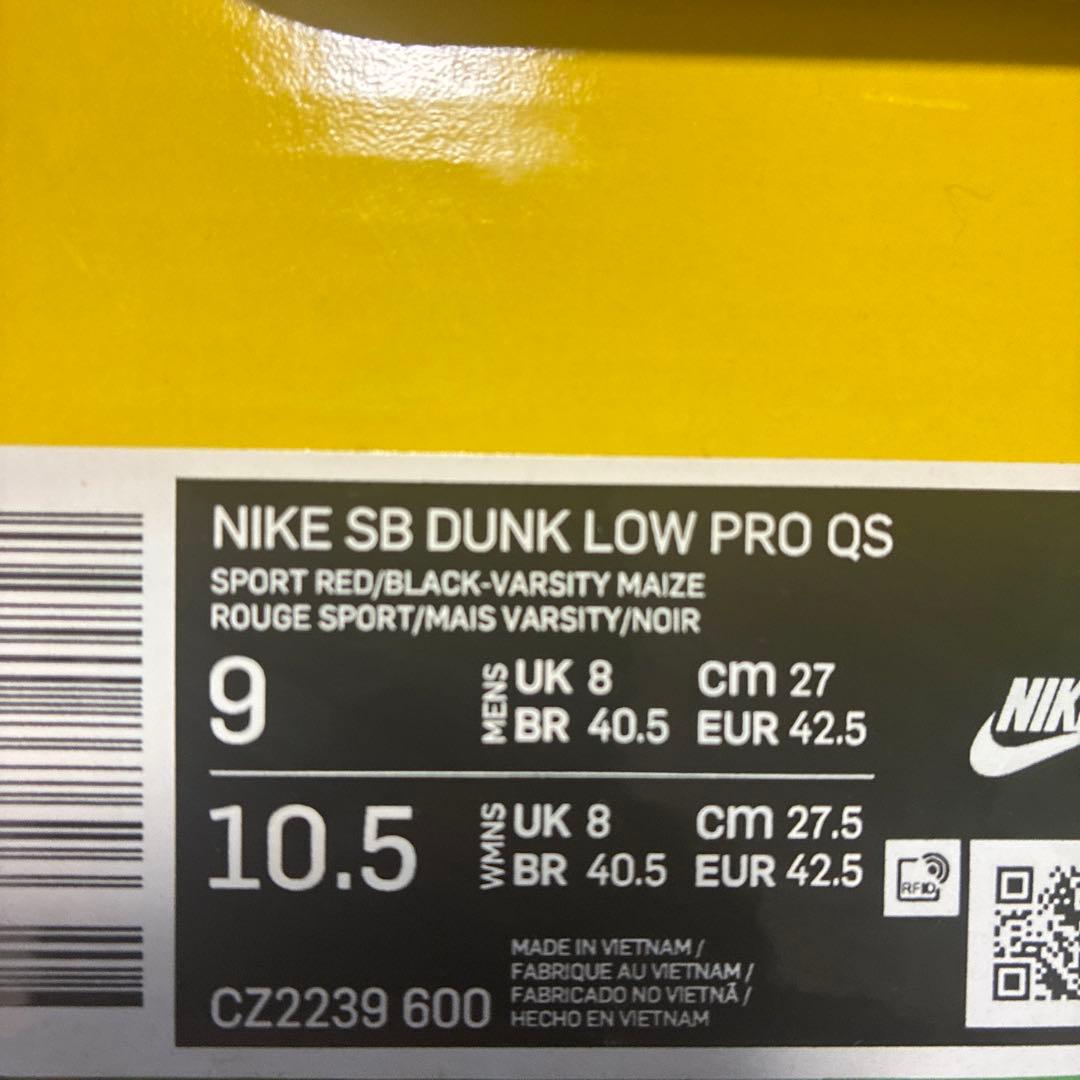 NIKE SB DUNK LOW PRO QS
SPORT RED/BLACK-VARSITY MAIZE
ROUGE SPORT/MAIS VARSITY/NOIR
9 MENS UK 8 cm 27
BR 40.5 EUR 42.5
NIKE
10.5 WMNS UK 8 cm 27.5
BR 40.5 EUR 42.5
RFID
MADE IN VIETNAM /
FABRIQUE AU VIETNAM /
FABRICADO NO VIETNÃ /
HECHO EN VIETNAM
CZ2239 600